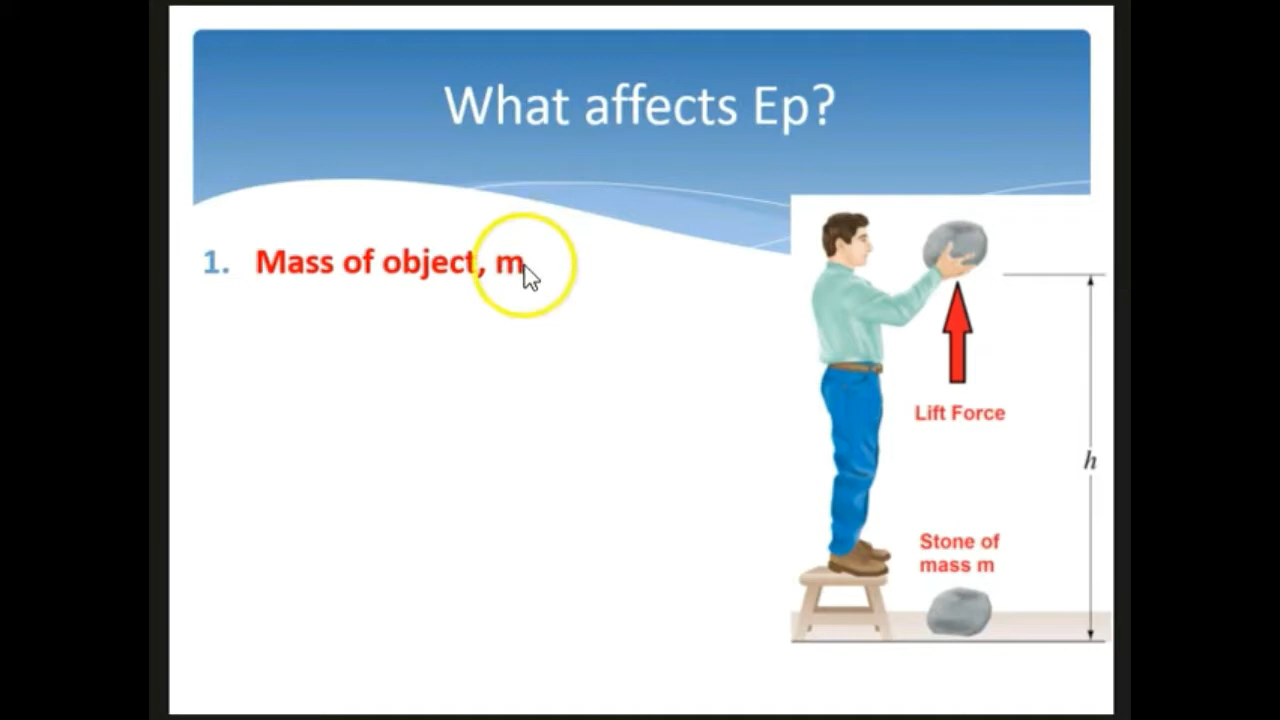 What affects Ep?
1. Mass of object, m
Lift Force
h
Stone of
mass m